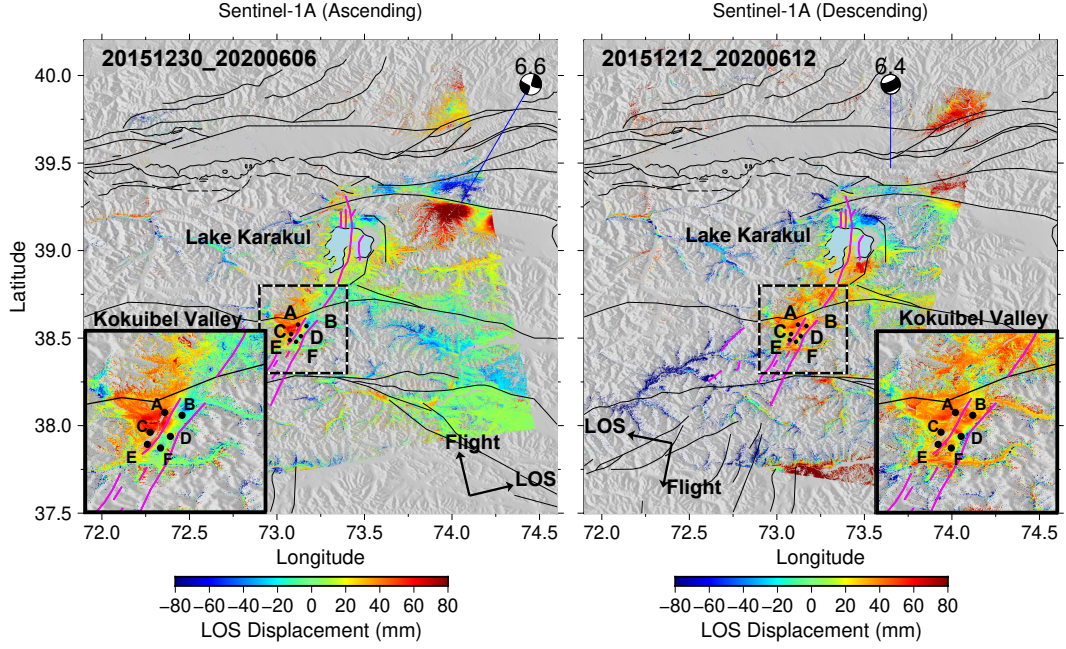 Sentinel-1A (Ascending)
Sentinel-1A (Descending)
20151230_20200606
6.6
20151212_20200612
6.4
40.0
39.5
39.0
38.5
38.0
37.5
Latitude
Lake Karakul
Lake Karakul
A
B
C
D
E
F
A
B
C
D
E
F
Kokuibel Valley
A
B
C
D
E
F
Kokuibel Valley
A
B
C
D
E
F
Flight
LOS
LOS
Flight
72.0 72.5 73.0 73.5 74.0 74.5
72.0 72.5 73.0 73.5 74.0 74.5
Longitude
Longitude
−80 −60 −40 −20 0 20 40 60 80
−80 −60 −40 −20 0 20 40 60 80
LOS Displacement (mm)
LOS Displacement (mm)